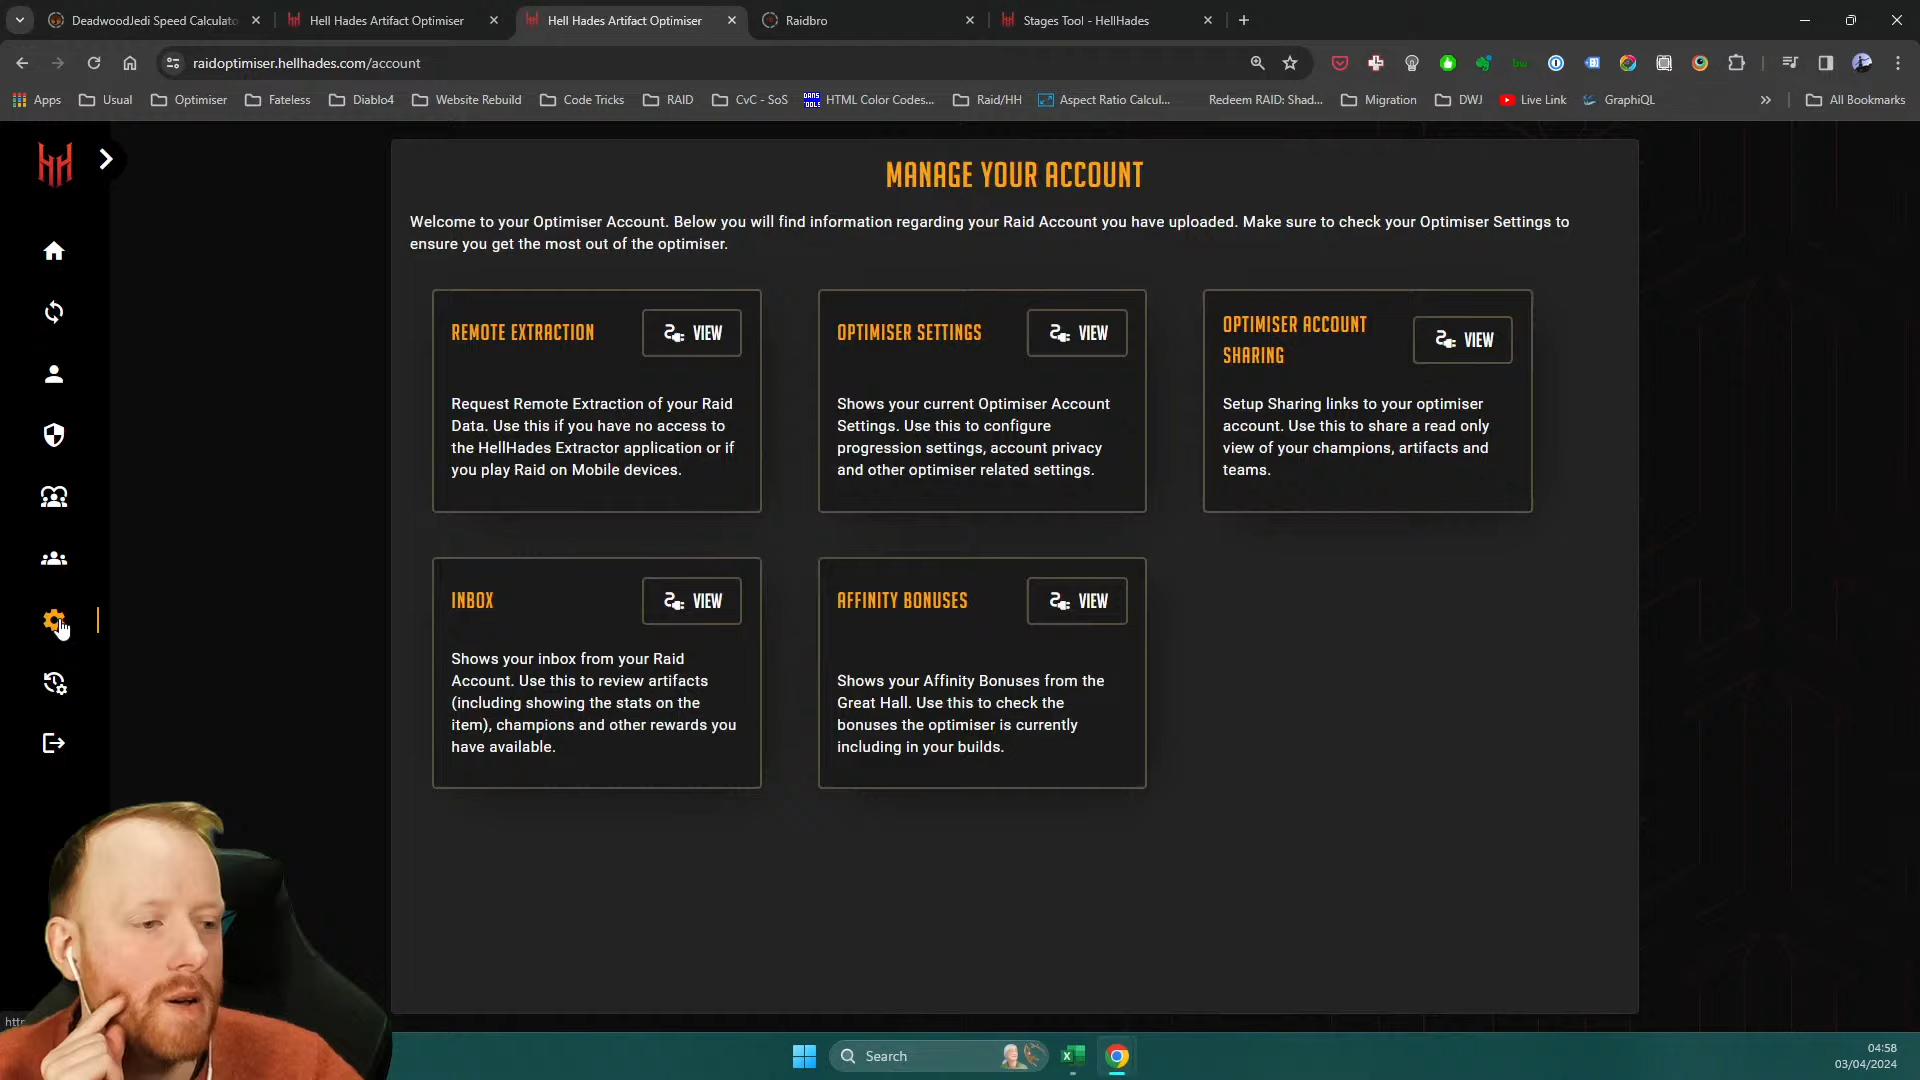 DeadwoodJedi Speed Calculato
Hell Hades Artifact Optimiser
Hell Hades Artifact Optimiser
Raidbro
Stages Tool - HellHades
raidoptimiser.hellhades.com/account
Apps
Usual
Optimiser
Fateless
Diablo4
Website Rebuild
Code Tricks
RAID
CvC - SoS
HTML Color Codes...
Raid/HH
Aspect Ratio Calcul...
Redeem RAID: Shad...
Migration
DWJ
Live Link
GraphiQL
All Bookmarks
MANAGE YOUR ACCOUNT
Welcome to your Optimiser Account. Below you will find information regarding your Raid Account you have uploaded. Make sure to check your Optimiser Settings to
ensure you get the most out of the optimiser.
REMOTE EXTRACTION
VIEW
Request Remote Extraction of your Raid
Data. Use this if you have no access to
the HellHades Extractor application or if
you play Raid on Mobile devices.
OPTIMISER SETTINGS
VIEW
Shows your current Optimiser Account
Settings. Use this to configure
progression settings, account privacy
and other optimiser related settings.
OPTIMISER ACCOUNT
SHARING
VIEW
Setup Sharing links to your optimiser
account. Use this to share a read only
view of your champions, artifacts and
teams.
INBOX
VIEW
Shows your inbox from your Raid
Account. Use this to review artifacts
(including showing the stats on the
item), champions and other rewards you
have available.
AFFINITY BONUSES
VIEW
Shows your Affinity Bonuses from the
Great Hall. Use this to check the
bonuses the optimiser is currently
including in your builds.
Search
04:58
03/04/2024